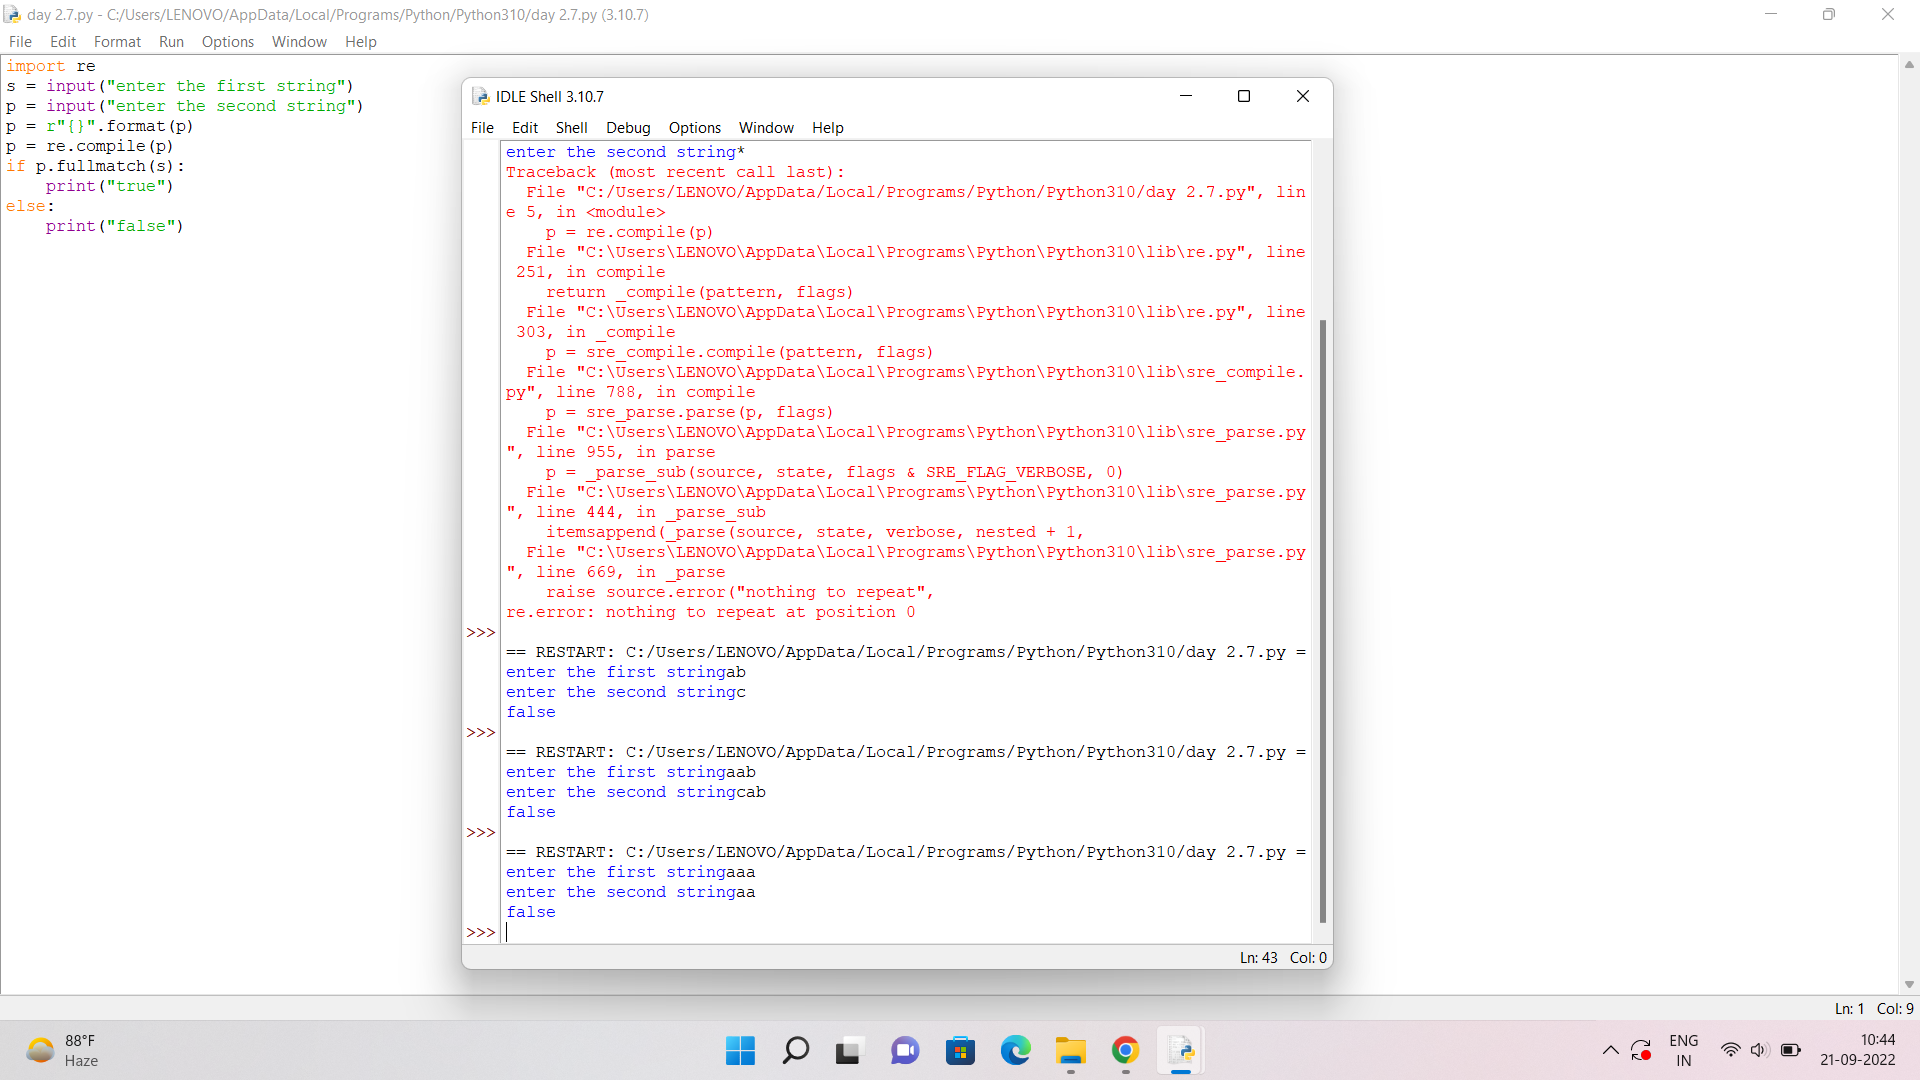 day 2.7.py - C:/Users/LENOVO/AppData/Local/Programs/Python/Python310/day 2.7.py (3.10.7)
File Edit Format Run Options Window Help
import re
s = input("enter the first string")
p = input("enter the second string")
p = r"{}".format(p)
p = re.compile(p)
if p.fullmatch(s):
    print("true")
else:
    print("false")
IDLE Shell 3.10.7
File Edit Shell Debug Options Window Help
enter the second string*
Traceback (most recent call last):
  File "C:/Users/LENOVO/AppData/Local/Programs/Python/Python310/day 2.7.py", lin
e 5, in <module>
    p = re.compile(p)
  File "C:\Users\LENOVO\AppData\Local\Programs\Python\Python310\lib\re.py", line
 251, in compile
    return _compile(pattern, flags)
  File "C:\Users\LENOVO\AppData\Local\Programs\Python\Python310\lib\re.py", line
 303, in _compile
    p = sre_compile.compile(pattern, flags)
  File "C:\Users\LENOVO\AppData\Local\Programs\Python\Python310\lib\sre_compile.
py", line 788, in compile
    p = sre_parse.parse(p, flags)
  File "C:\Users\LENOVO\AppData\Local\Programs\Python\Python310\lib\sre_parse.py
", line 955, in parse
    p = _parse_sub(source, state, flags & SRE_FLAG_VERBOSE, 0)
  File "C:\Users\LENOVO\AppData\Local\Programs\Python\Python310\lib\sre_parse.py
", line 444, in _parse_sub
    itemsappend(_parse(source, state, verbose, nested + 1,
  File "C:\Users\LENOVO\AppData\Local\Programs\Python\Python310\lib\sre_parse.py
", line 669, in _parse
    raise source.error("nothing to repeat",
re.error: nothing to repeat at position 0
>>>
== RESTART: C:/Users/LENOVO/AppData/Local/Programs/Python/Python310/day 2.7.py =
enter the first stringab
enter the second stringc
false
>>>
== RESTART: C:/Users/LENOVO/AppData/Local/Programs/Python/Python310/day 2.7.py =
enter the first stringaab
enter the second stringcab
false
>>>
== RESTART: C:/Users/LENOVO/AppData/Local/Programs/Python/Python310/day 2.7.py =
enter the first stringaaa
enter the second stringaa
false
>>>
Ln: 43 Col: 0
Ln: 1 Col: 9
88°F
Haze
ENG
IN
10:44
21-09-2022